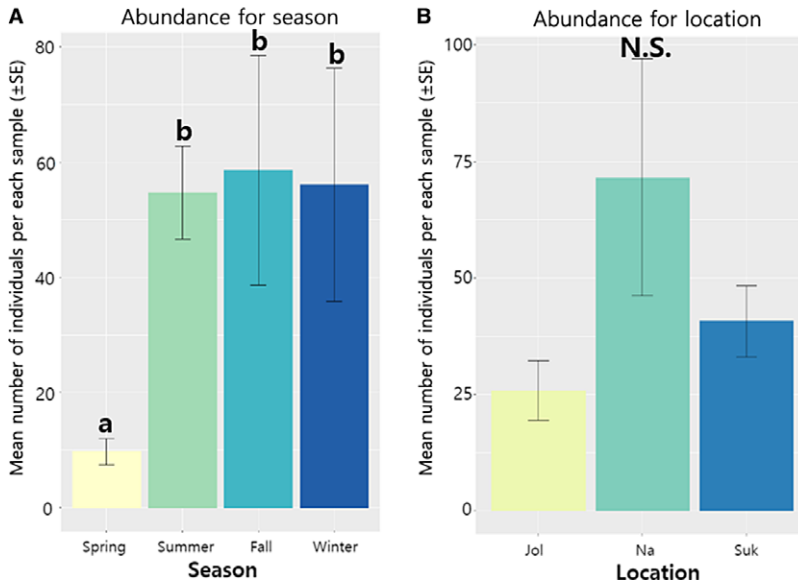 A
Abundance for season
Mean number of individuals per each sample (±SE)
80
60
40
20
0
a
b
b
b
Spring Summer Fall Winter
Season
B
Abundance for location
Mean number of individuals per each sample (±SE)
100
75
50
25
0
N.S.
Jol Na Suk
Location